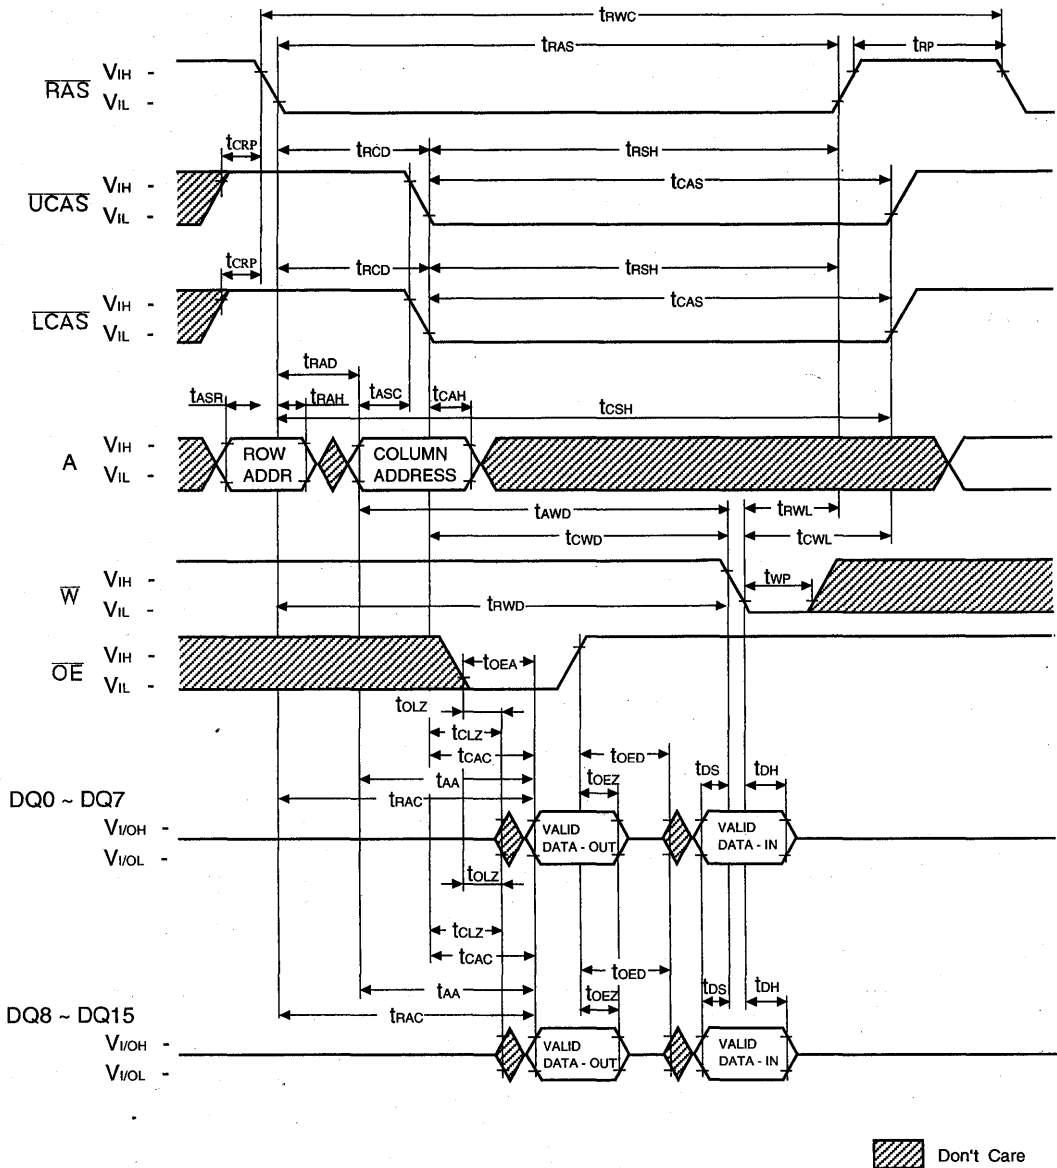 tRWC
tRAS tRP
RAS VIH -
VIL -
tCRP tRCD tRSH
UCAS VIH - tCAS
VIL -
tCRP tRCD tRSH
LCAS VIH - tCAS
VIL -
tRAD
tASR tRAH tASC tCAH tCSH
A VIH - ROW ADDR COLUMN ADDRESS
VIL -
tAWD tRWL
tCWD tCWL
W VIH - tWP
VIL - tRWD
OE VIH - tOEA
VIL -
tOLZ
tCLZ
tCAC tOED
tAA tOEZ tDS tDH
DQ0 ~ DQ7 tRAC
VI/OH - VALID DATA - OUT VALID DATA - IN
VI/OL -
tOLZ
tCLZ
tCAC tOED
tAA tOEZ tDS tDH
DQ8 ~ DQ15 tRAC
VI/OH - VALID DATA - OUT VALID DATA - IN
VI/OL -
Don't Care